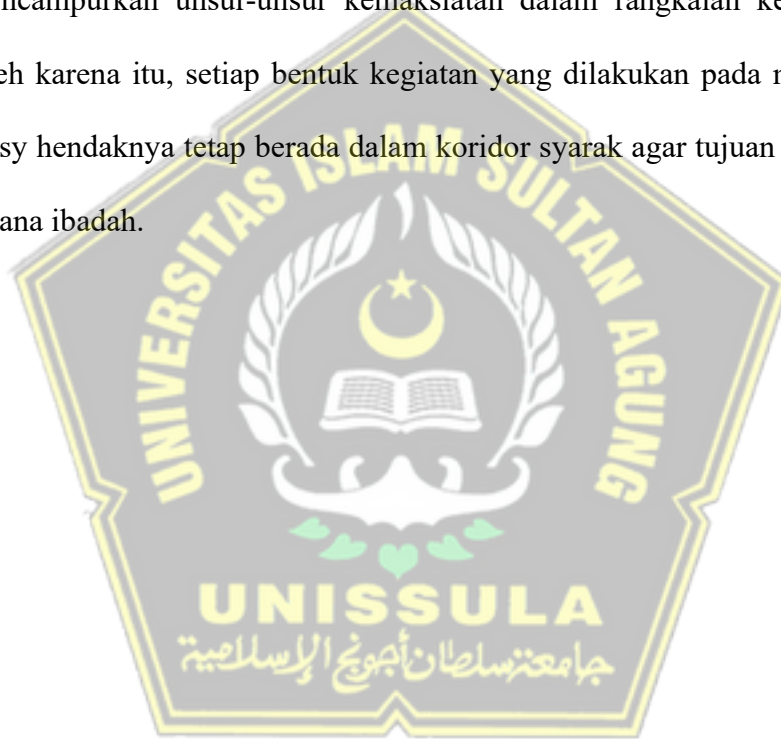 ncampurkan unsur-unsur kemaksiatan dalam rangkaian ke
eh karena itu, setiap bentuk kegiatan yang dilakukan pada m
sy hendaknya tetap berada dalam koridor syarak agar tujuan
ana ibadah.
UNIVERSITAS ISLAM SULTAN AGUNG
UNISSULA
جامعة سلطان أجونج الإسلامية